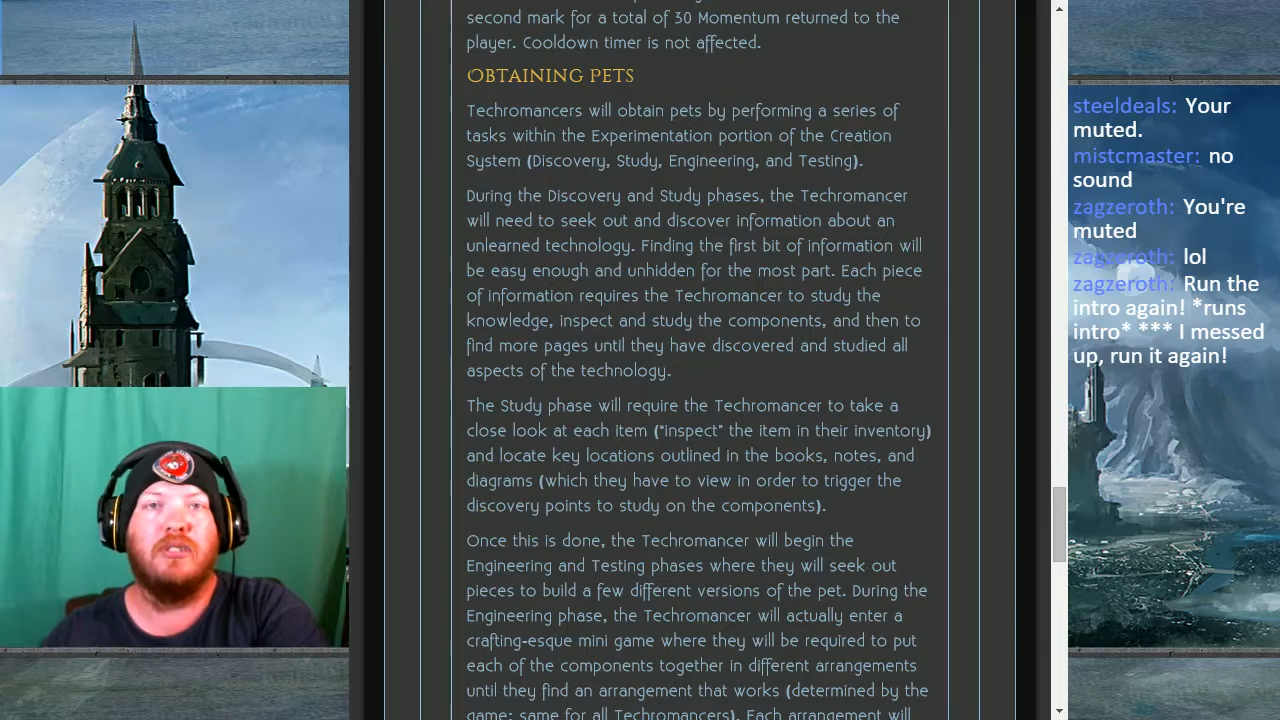 second mark for a total of 30 Momentum returned to the
player. Cooldown timer is not affected.
Obtaining Pets
Techromancers will obtain pets by performing a series of
tasks within the Experimentation portion of the Creation
System (Discovery, Study, Engineering, and Testing).
During the Discovery and Study phases, the Techromancer
will need to seek out and discover information about an
unlearned technology. Finding the first bit of information will
be easy enough and unhidden for the most part. Each piece
of information requires the Techromancer to study the
knowledge, inspect and study the components, and then to
find more pages until they have discovered and studied all
aspects of the technology.
The Study phase will require the Techromancer to take a
close look at each item ("inspect" the item in their inventory)
and locate key locations outlined in the books, notes, and
diagrams (which they have to view in order to trigger the
discovery points to study on the components).
Once this is done, the Techromancer will begin the
Engineering and Testing phases where they will seek out
pieces to build a few different versions of the pet. During the
Engineering phase, the Techromancer will actually enter a
crafting-esque mini game where they will be required to put
each of the components together in different arrangements
until they find an arrangement that works (determined by the
game; same for all Techromancers). Each arrangement will
steeldeals: Your
muted.
mistcmaster: no
sound
zagzeroth: You're
muted
zagzeroth: lol
zagzeroth: Run the
intro again! *runs
intro* *** I messed
up, run it again!